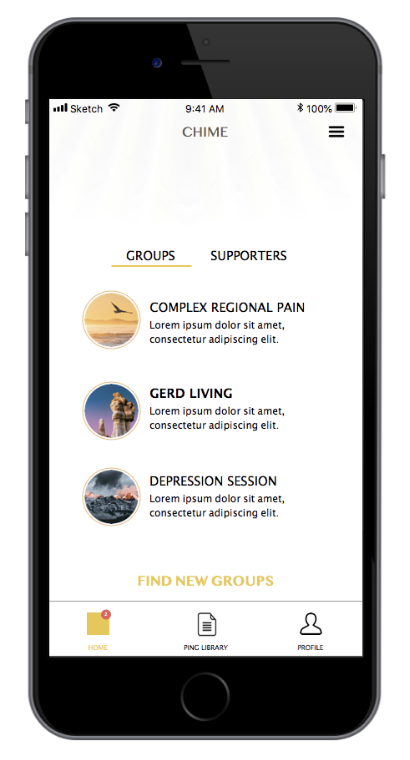 Sketch 9:41 AM 100%
CHIME
GROUPS SUPPORTERS
COMPLEX REGIONAL PAIN
Lorem ipsum dolor sit amet,
consectetur adipiscing elit.
GERD LIVING
Lorem ipsum dolor sit amet,
consectetur adipiscing elit.
DEPRESSION SESSION
Lorem ipsum dolor sit amet,
consectetur adipiscing elit.
FIND NEW GROUPS
2
HOME PING LIBRARY PROFILE